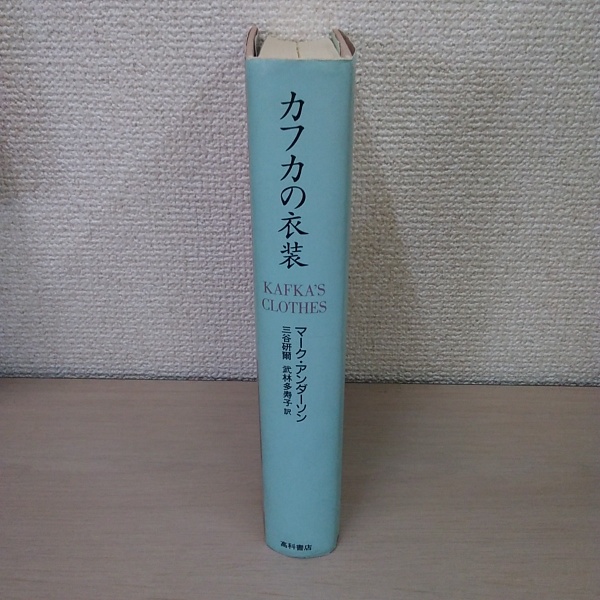 カフカの衣装
KAFKA'S
CLOTHES
マーク・アンダーソン
三谷研爾 武林多寿子 訳
高科書店